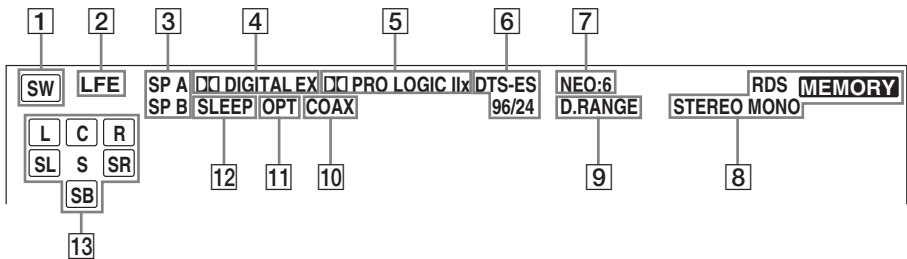 1 2 3 4 5 6 7
SW LFE SP A DIGITAL EX PRO LOGIC IIx DTS-ES NEO:6 RDS MEMORY
SP B SLEEP OPT COAX 96/24 D.RANGE STEREO MONO
L C R
SL S SR
SB
12 11 10 9 8
13